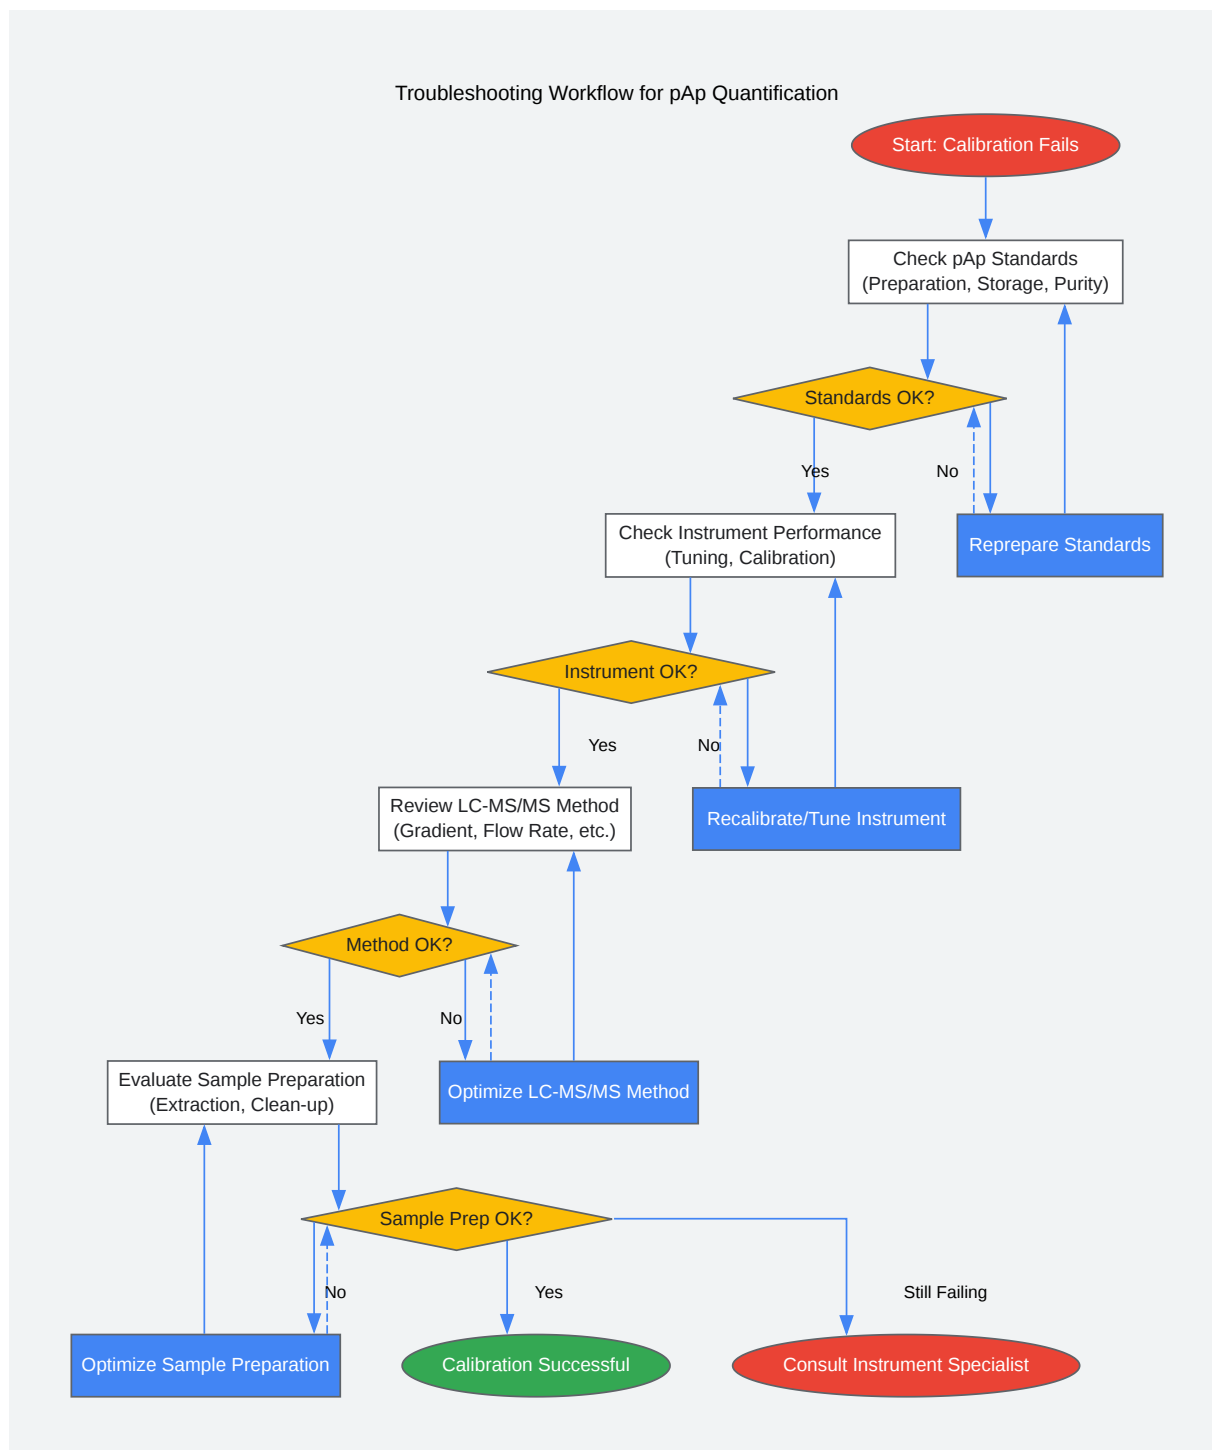 Troubleshooting Workflow for pAp Quantification
Start: Calibration Fails
Check pAp Standards
(Preparation, Storage, Purity)
Standards OK?
Yes
No
Check Instrument Performance
(Tuning, Calibration)
Reprepare Standards
Instrument OK?
Yes
No
Review LC-MS/MS Method
(Gradient, Flow Rate, etc.)
Recalibrate/Tune Instrument
Method OK?
Yes
No
Evaluate Sample Preparation
(Extraction, Clean-up)
Optimize LC-MS/MS Method
Sample Prep OK?
No
Yes
Still Failing
Optimize Sample Preparation
Calibration Successful
Consult Instrument Specialist